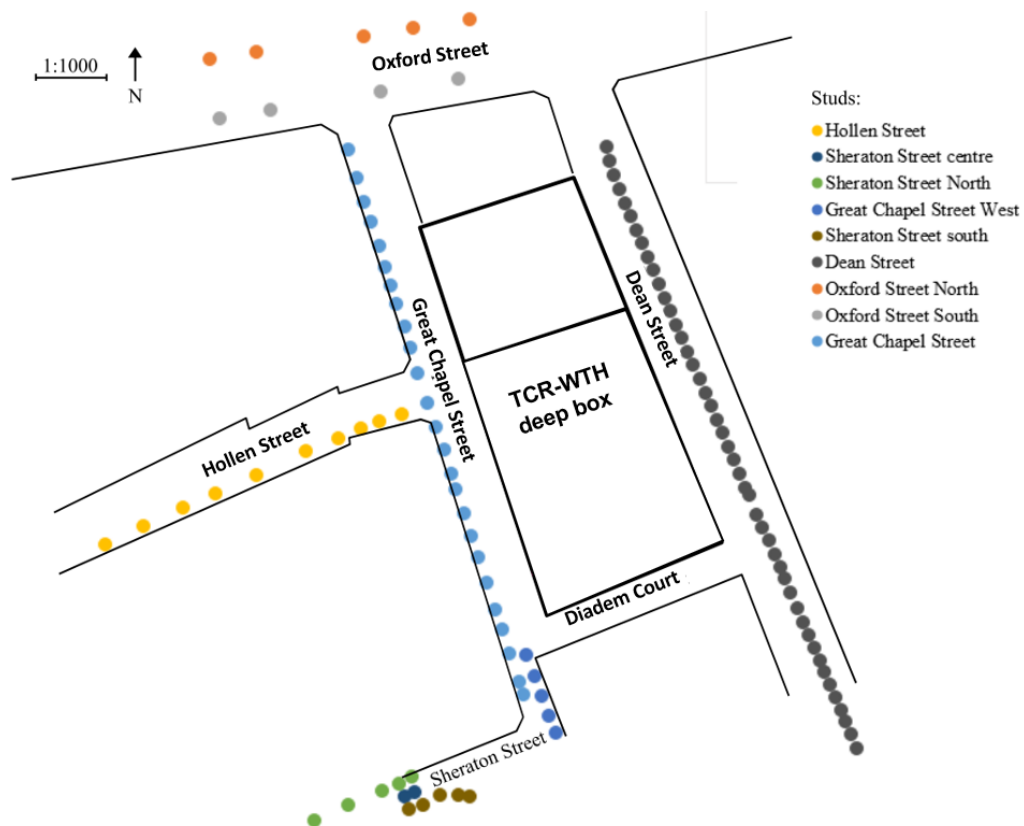 Oxford Street
1:1000
N
Studs:
Hollen Street
Sheraton Street centre
Sheraton Street North
Great Chapel Street West
Sheraton Street south
Dean Street
Oxford Street North
Oxford Street South
Great Chapel Street
Dean Street
Great Chapel Street
TCR-WTH
deep box
Hollen Street
Diadem Court
Sheraton Street